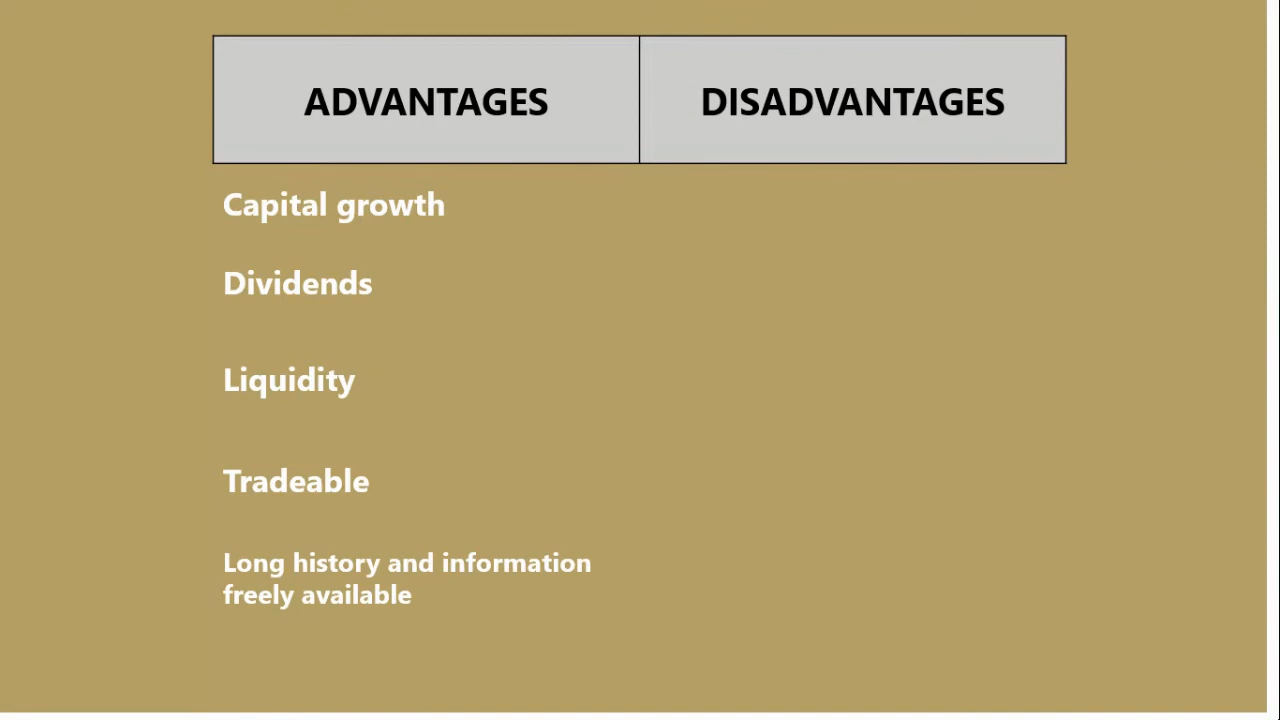 ADVANTAGES
DISADVANTAGES
Capital growth
Dividends
Liquidity
Tradeable
Long history and information
freely available